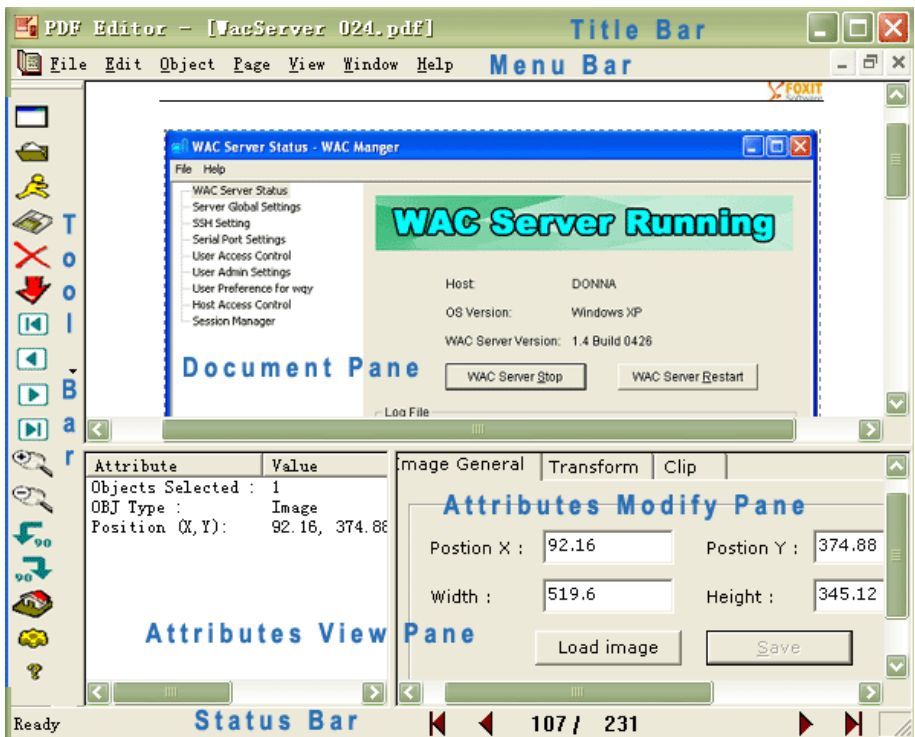 PDF Editor - [WacServer 024.pdf]
Title Bar
File Edit Object Page View Window Help
Menu Bar
FOXIT
Software
Tool Bar
WAC Server Status - WAC Manger
File Help
WAC Server Status
Server Global Settings
SSH Setting
Serial Port Settings
User Access Control
User Admin Settings
User Preference for wqy
Host Access Control
Session Manager
WAC Server Running
Host DONNA
OS Version: Windows XP
WAC Server Version: 1.4 Build 0426
WAC Server Stop WAC Server Restart
Log File
Document Pane
Attribute Value
Objects Selected : 1
OBJ Type : Image
Position (X,Y): 92.16, 374.88
Attributes View Pane
Image General Transform Clip
Attributes Modify Pane
Postion X : 92.16 Postion Y : 374.88
Width : 519.6 Height : 345.12
Load image Save
90
90
Ready
Status Bar
107 / 231